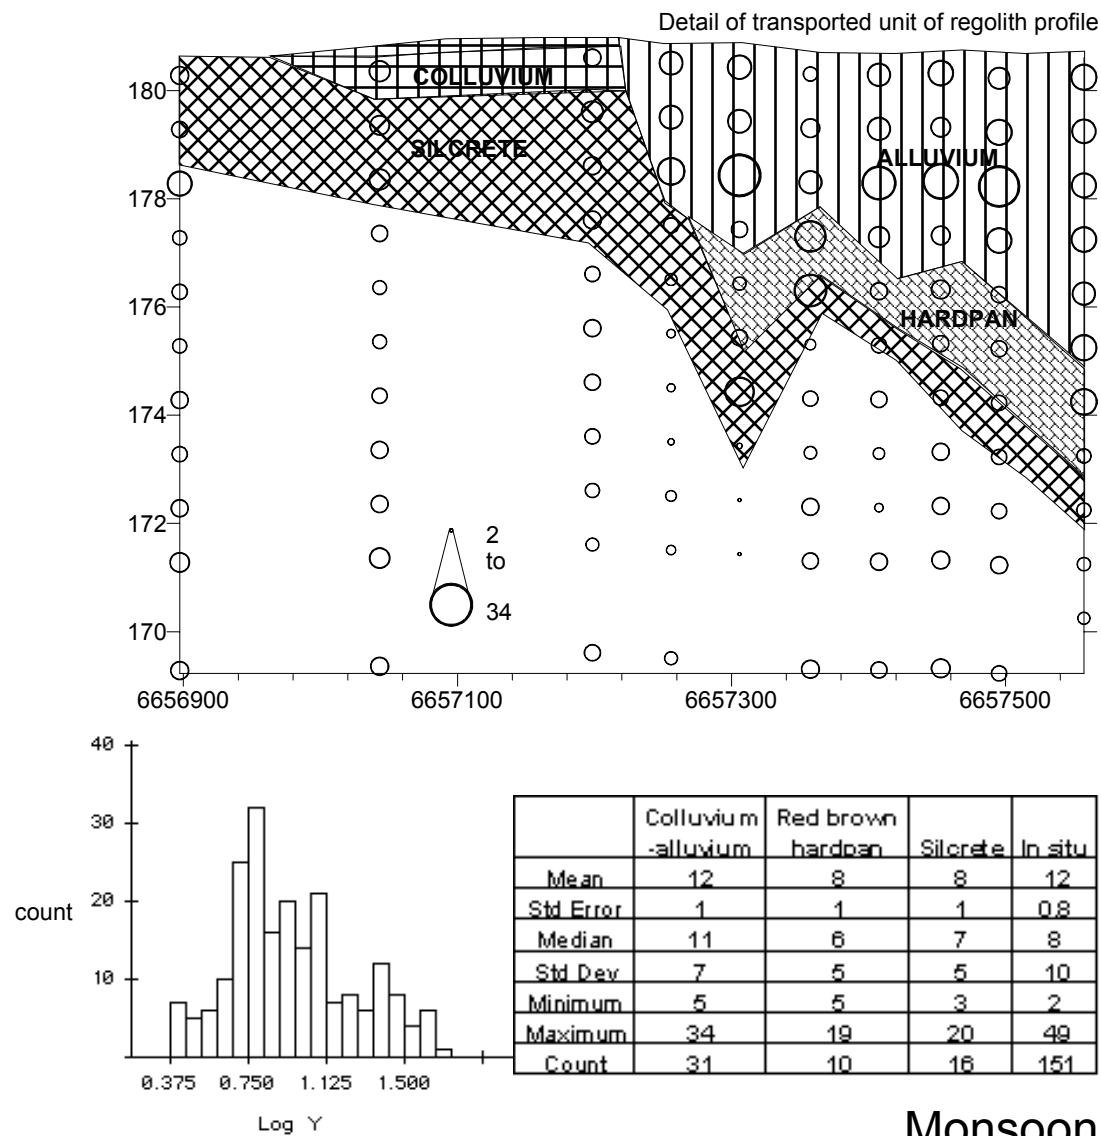 Detail of transported unit of regolith profile
180
178
176
174
172
170
COLLUVIUM
SILCRETE
ALLUVIUM
HARDPAN
2
to
34
6656900 6657100 6657300 6657500
40
30
20
10
count
0.375 0.750 1.125 1.500
Log Y
Colluvium -alluvium Red brown hardpan Silcrete In situ
Mean 12 8 8 12
Std Error 1 1 1 0.8
Median 11 6 7 8
Std Dev 7 5 5 10
Minimum 5 5 3 2
Maximum 34 19 20 49
Count 31 10 16 151
Monsoon